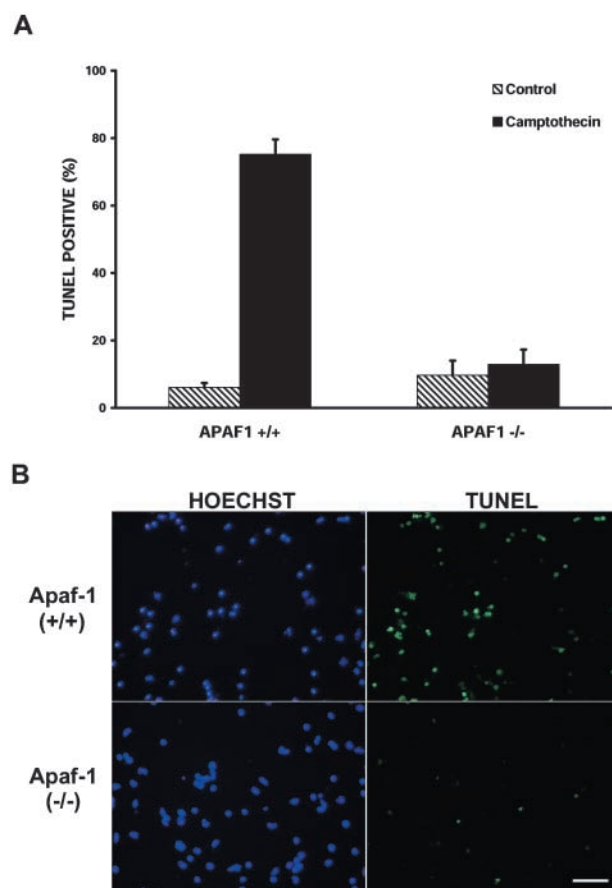 A
100
80
60
40
20
0
TUNEL POSITIVE (%)
Control
Camptothecin
APAF1 +/+
APAF1 -/-
B
HOECHST
TUNEL
Apaf-1
(+/+)
Apaf-1
(-/-)